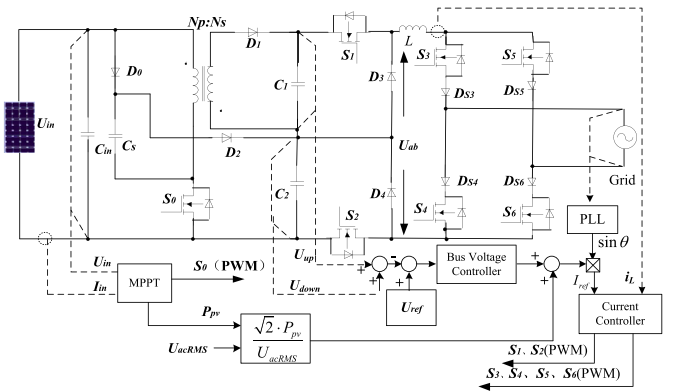 Np:Ns
D1
S1
L
S3
S5
D0
C1
D3
DS3
DS5
Uin
Cin
Cs
D2
Uab
Grid
S0
C2
D4
DS4
DS6
S4
S6
S2
PLL
sin θ
Uin
Iin
MPPT
S0（PWM）
Uup
Udown
+
-
+
+
Uref
+
Bus Voltage
Controller
+
+
Iref
iL
Current
Controller
Ppv
UacRMS
√2 · Ppv
UacRMS
S1、S2(PWM)
S3、S4、S5、S6(PWM)